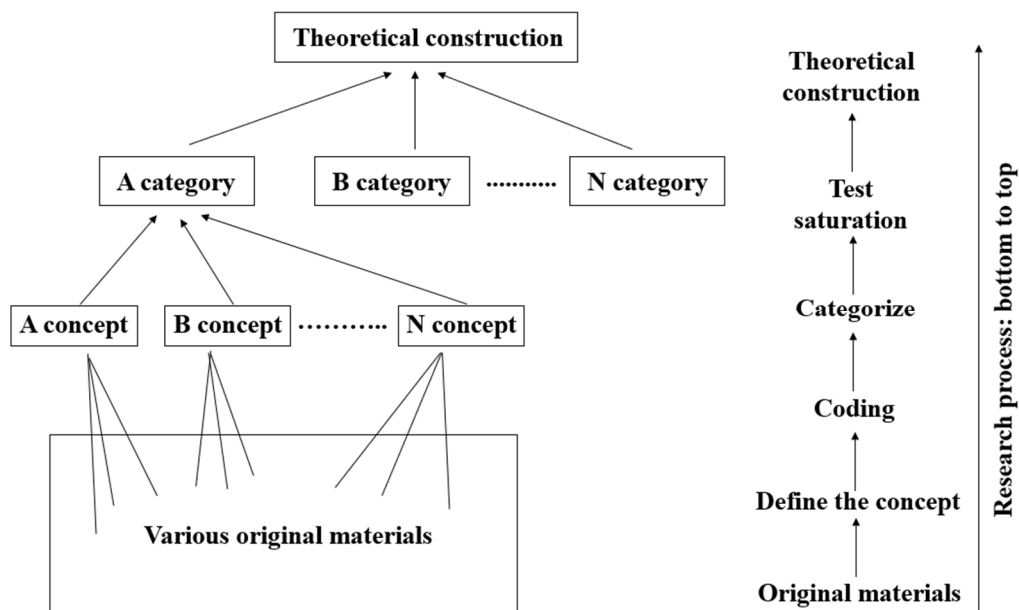 Theoretical construction
A category
B category
............
N category
A concept
B concept
............
N concept
Various original materials
Theoretical
construction
Test
saturation
Categorize
Coding
Define the concept
Original materials
Research process: bottom to top